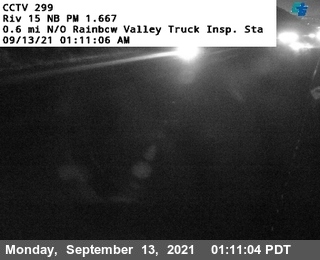 CCTV 299
Riv 15 NB PM 1.667
0.6 mi N/O Rainbow Valley Truck Insp. Sta
09/13/21 01:11:06 AM
Monday, September 13, 2021 01:11:04 PDT